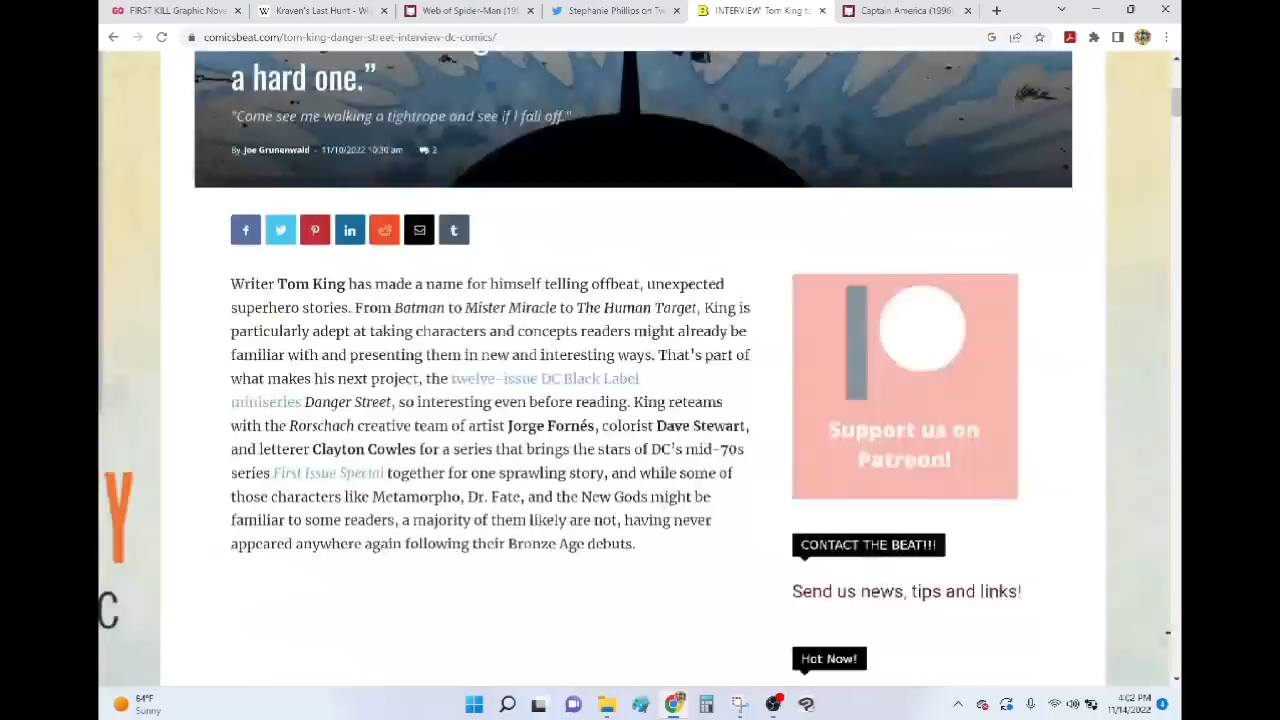 FIRST KILL Graphic Nove
Kraven's Last Hunt - Wi
Web of Spider-Man (19
Stephanie Phillips on Tw
INTERVIEW: Tom King ta
Captain America (1996)
comicsbeat.com/tom-king-danger-street-interview-dc-comics/
a hard one.”
"Come see me walking a tightrope and see if I fall off."
By Joe Grunenwald - 11/10/2022 10:30 am 2
Writer Tom King has made a name for himself telling offbeat, unexpected
superhero stories. From Batman to Mister Miracle to The Human Target, King is
particularly adept at taking characters and concepts readers might already be
familiar with and presenting them in new and interesting ways. That’s part of
what makes his next project, the twelve-issue DC Black Label
miniseries Danger Street, so interesting even before reading. King reteams
with the Rorschach creative team of artist Jorge Fornés, colorist Dave Stewart,
and letterer Clayton Cowles for a series that brings the stars of DC’s mid-70s
series First Issue Special together for one sprawling story, and while some of
those characters like Metamorpho, Dr. Fate, and the New Gods might be
familiar to some readers, a majority of them likely are not, having never
appeared anywhere again following their Bronze Age debuts.
Support us on
Patreon!
CONTACT THE BEAT!!!
Send us news, tips and links!
Hot Now!
Y
C
64°F
Sunny
4:02 PM
11/14/2022